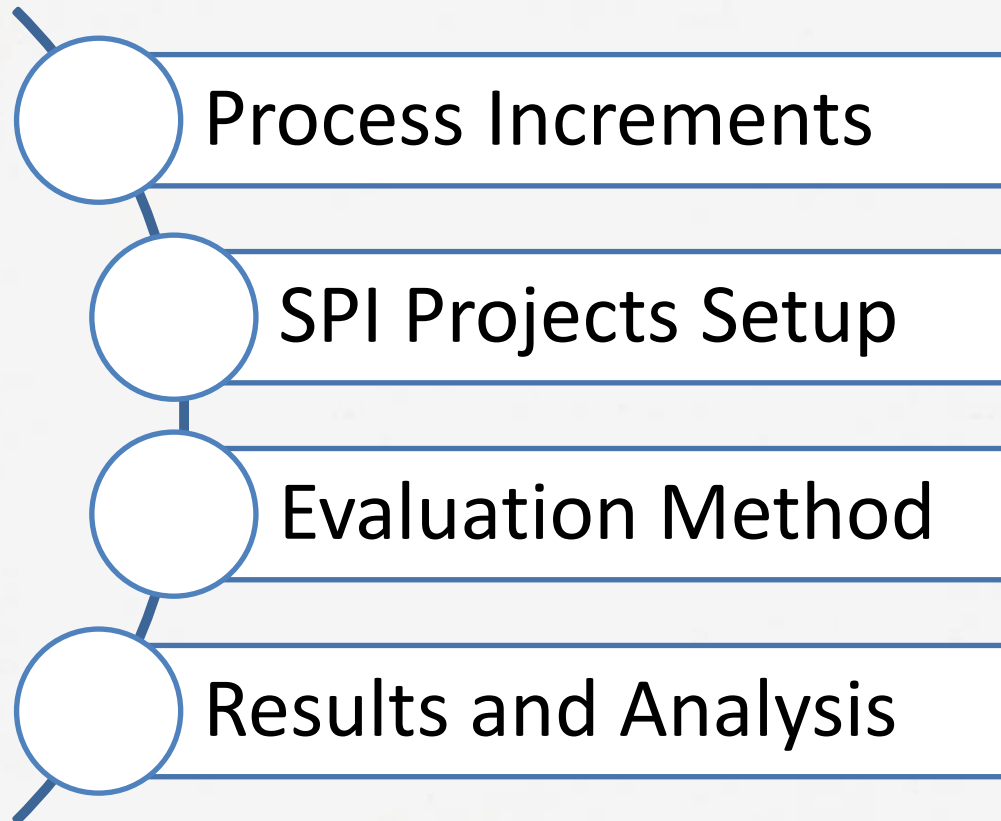 Process Increments
SPI Projects Setup
Evaluation Method
Results and Analysis